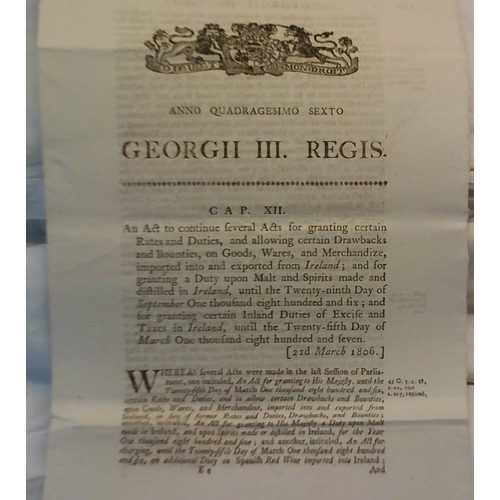 DIEU ET MON DROIT
ANNO QUADRAGESIMO SEXTO
GEORGII III. REGIS.
CAP. XII.
An Act to continue several Acts for granting certain
Rates and Duties, and allowing certain Drawbacks
and Bounties, on Goods, Wares, and Merchandize,
imported into and exported from Ireland; and for
granting a Duty upon Malt and Spirits made and
distilled in Ireland, until the Twenty-ninth Day of
September One thousand eight hundred and six; and
for granting certain Inland Duties of Excise and
Taxes in Ireland, until the Twenty-fifth Day of
March One thousand eight hundred and seven.
[22d March 1806.]
WHEREAS several Acts were made in the last Session of Parlia-
ment, one intituled, An Act for granting to His Majesty, until the
Twenty-fifth Day of March One thousand eight hundred and six,
certain Rates and Duties, and to allow certain Drawbacks and Bounties,
upon Goods, Wares, and Merchandize, imported into and exported from
Ireland, in lieu of former Rates and Duties, Drawbacks, and Bounties;
another, intituled, An Act for granting to His Majesty a Duty upon Malt
made in Ireland, and upon Spirits made or distilled in Ireland, for the Year
One thousand eight hundred and five; and another, intituled, An Act for
charging, until the Twenty-fifth Day of March One thousand eight hundred
and six, an additional Duty on Spanish Red Wine imported into Ireland;
45 G. 3. c. 18,
recited.
E 4
And